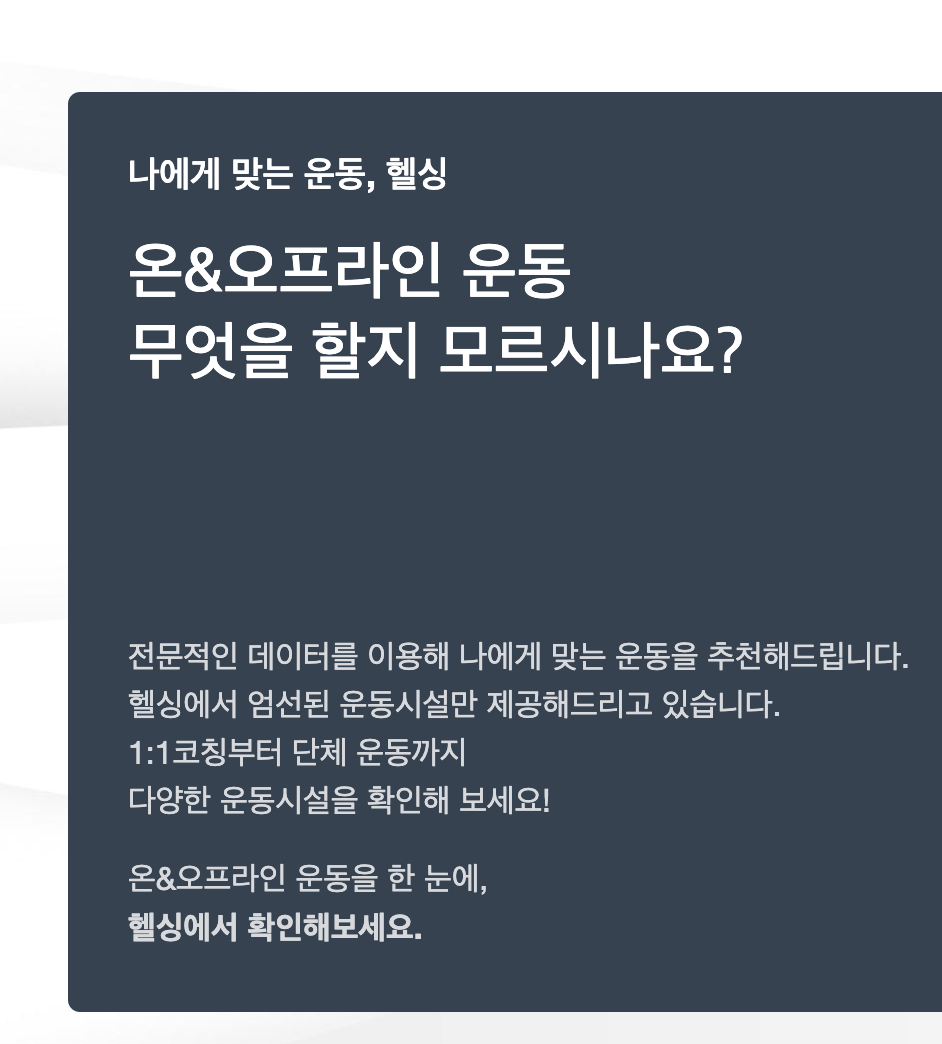 나에게 맞는 운동, 헬싱
온&오프라인 운동
무엇을 할지 모르시나요?
전문적인 데이터를 이용해 나에게 맞는 운동을 추천해드립니다.
헬싱에서 엄선된 운동시설만 제공해드리고 있습니다.
1:1코칭부터 단체 운동까지
다양한 운동시설을 확인해 보세요!
온&오프라인 운동을 한 눈에,
헬싱에서 확인해보세요.